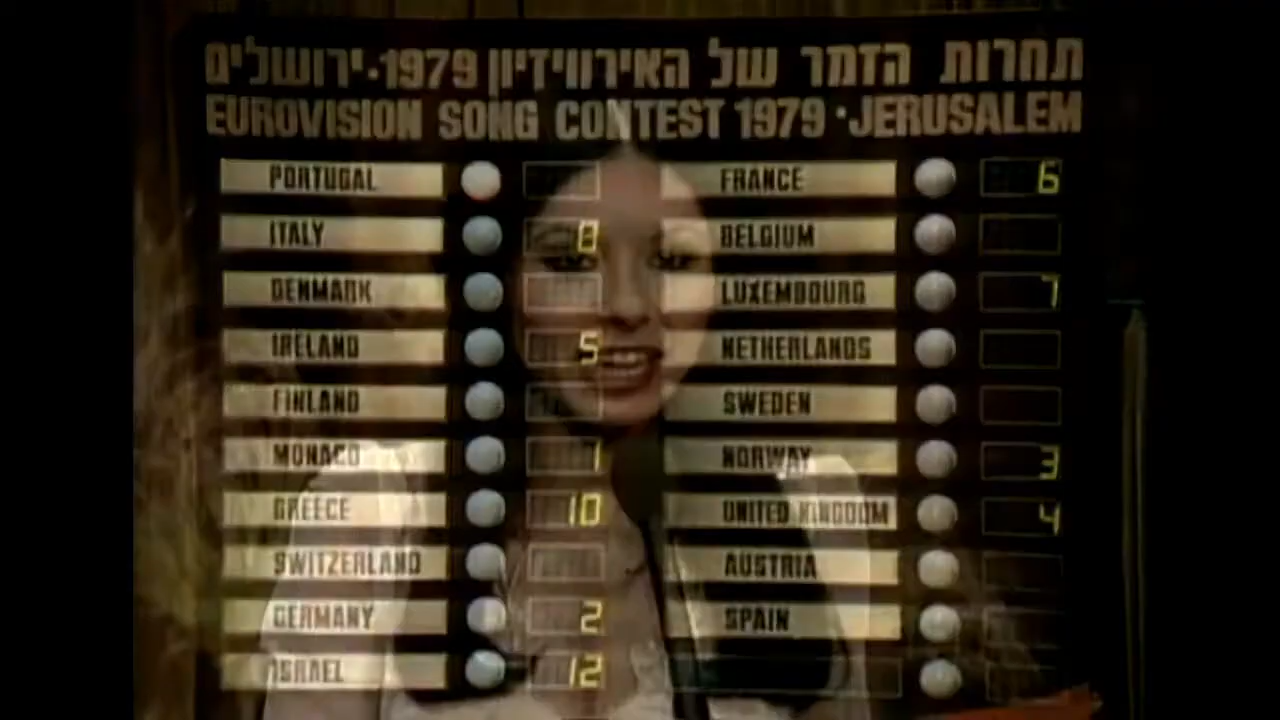 תחרות הזמר של האירוויזיון 1979·ירושלים
EUROVISION SONG CONTEST 1979·JERUSALEM
PORTUGAL FRANCE 6
ITALY 8 BELGIUM
DENMARK LUXEMBOURG 7
IRELAND 5 NETHERLANDS
FINLAND SWEDEN
MONACO 1 NORWAY 3
GREECE 10 UNITED KINGDOM 4
SWITZERLAND AUSTRIA
GERMANY 2 SPAIN
ISRAEL 12